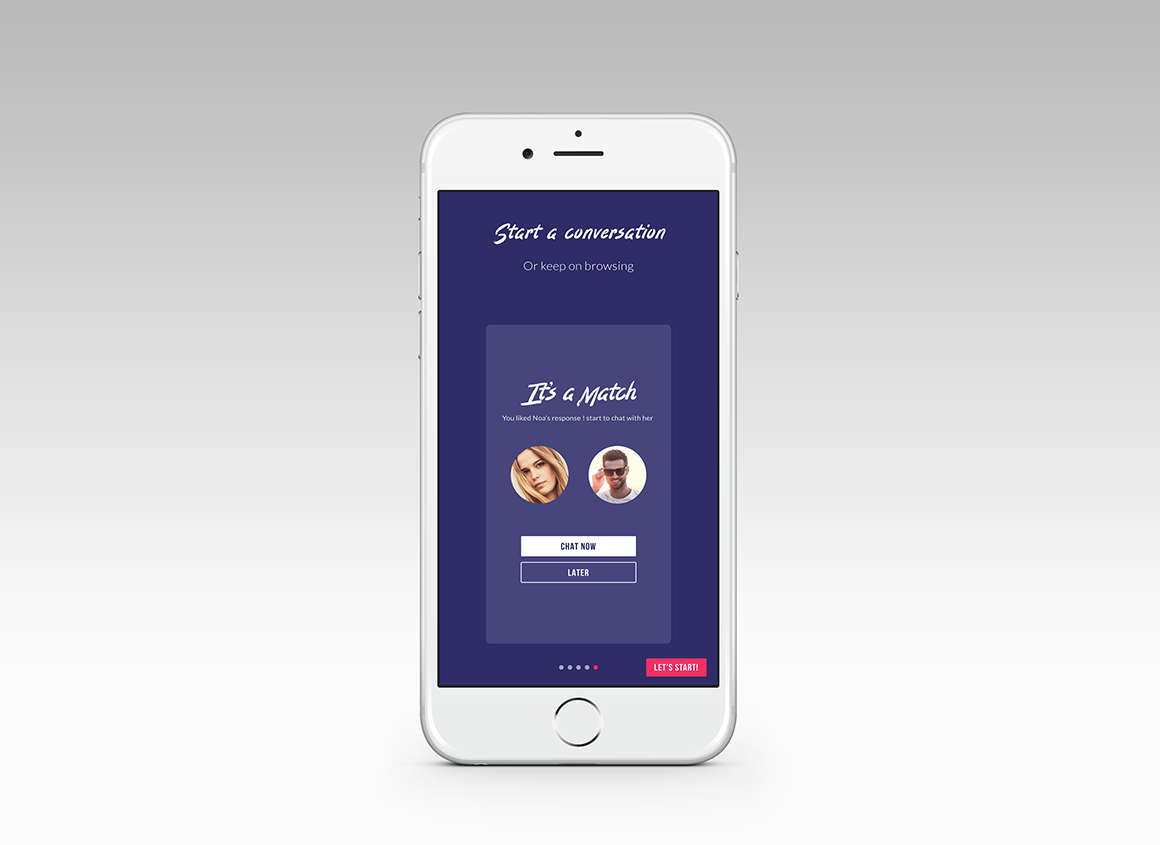 Start a conversation
Or keep on browsing
It's a Match
You liked Noa's response ! start to chat with her
CHAT NOW
LATER
LET'S START!